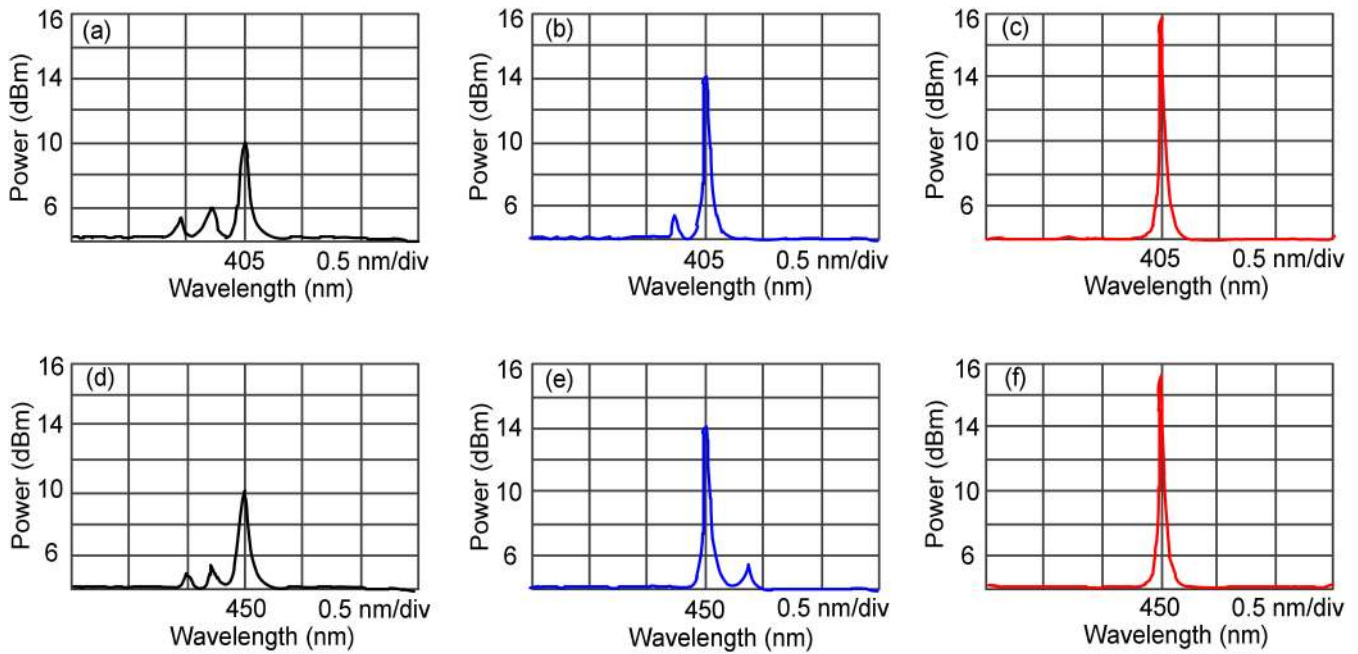 (a)
16
14
10
6
Power (dBm)
405 0.5 nm/div
Wavelength (nm)
(b)
16
14
10
6
Power (dBm)
405 0.5 nm/div
Wavelength (nm)
(c)
16
14
10
6
Power (dBm)
405 0.5 nm/div
Wavelength (nm)
(d)
16
14
10
6
Power (dBm)
450 0.5 nm/div
Wavelength (nm)
(e)
16
14
10
6
Power (dBm)
450 0.5 nm/div
Wavelength (nm)
(f)
16
14
10
6
Power (dBm)
450 0.5 nm/div
Wavelength (nm)